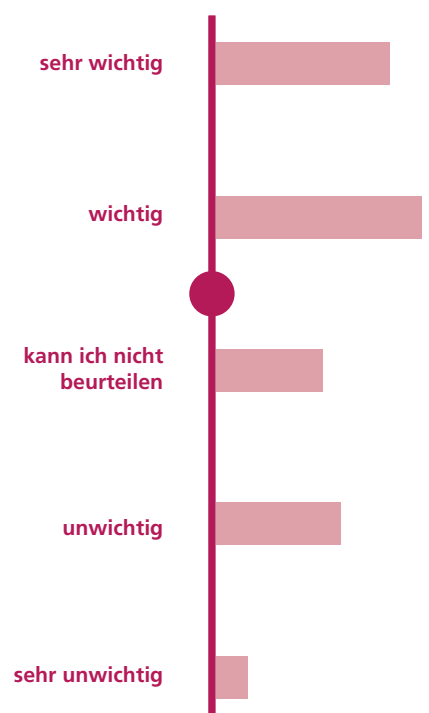 sehr wichtig
wichtig
kann ich nicht
beurteilen
unwichtig
sehr unwichtig